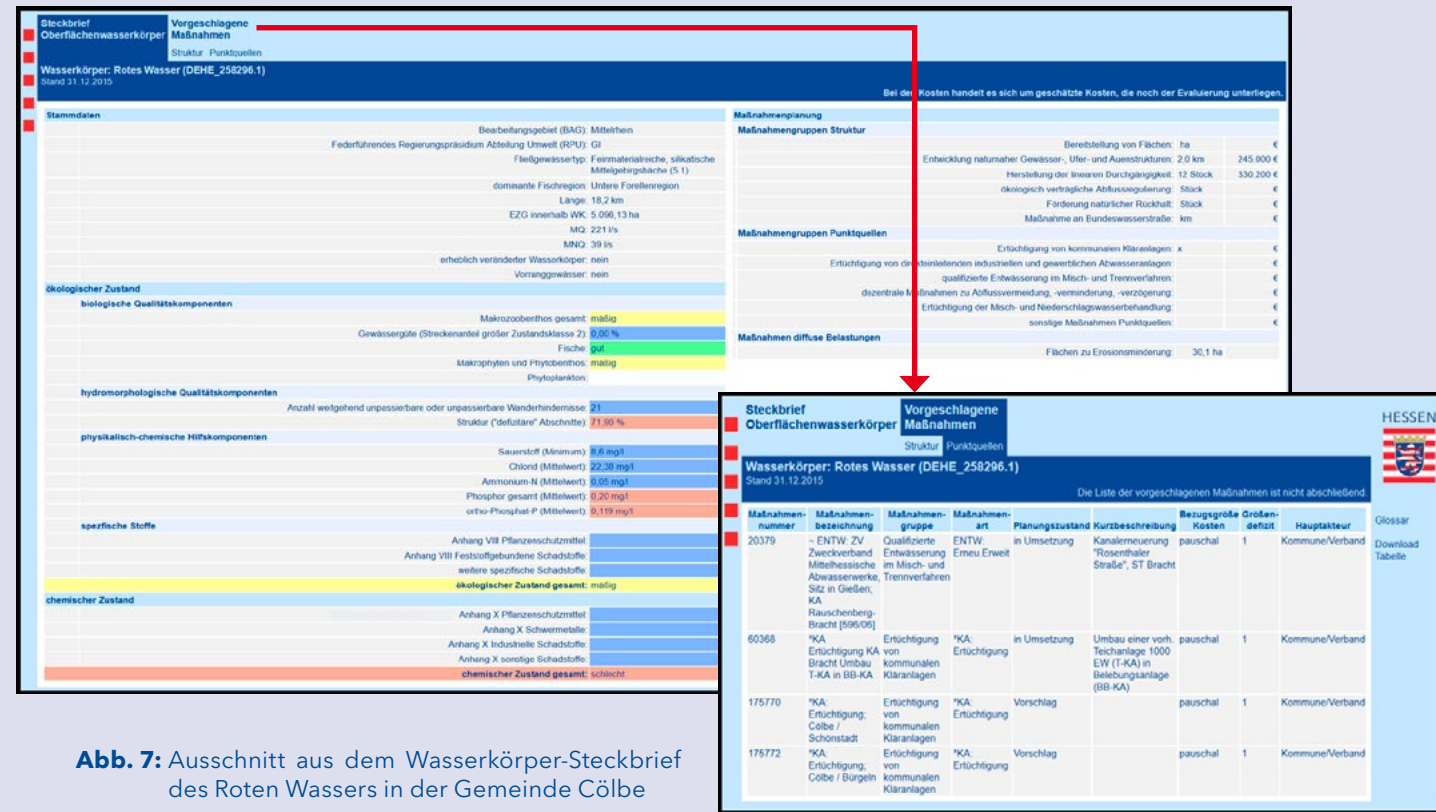 Steckbrief
Oberflächenwasserkörper
Vorgeschlagene
Maßnahmen
Struktur Punktquellen
Wasserkörper: Rotes Wasser (DEHE_258296.1)
Stand 31.12.2015
Bei den Kosten handelt es sich um geschätzte Kosten, die noch der Evaluierung unterliegen.
Stammdaten
Bearbeitungsgebiet (BAG): Mittelrhein
Federführendes Regierungspräsidium Abteilung Umwelt (RPU): GI
Fließgewässertyp: Feinmaterialreiche, silikatische
Mittelgebirgsbäche (5.1)
dominante Fischregion: Untere Forellenregion
Länge: 18,2 km
EZG innerhalb WK: 5.096,13 ha
MQ: 221 l/s
MNQ: 39 l/s
erheblich veränderter Wasserkörper: nein
Vorranggewässer: nein
ökologischer Zustand
biologische Qualitätskomponenten
Makrozoobenthos gesamt: mäßig
Gewässergüte (Streckenanteil größer Zustandsklasse 2): 0,00 %
Fische: gut
Makrophyten und Phytobenthos: mäßig
Phytoplankton:
hydromorphologische Qualitätskomponenten
Anzahl weitgehend unpassierbare oder unpassierbare Wanderhindernisse: 21
Struktur ("defizitäre" Abschnitte): 71,90 %
physikalisch-chemische Hilfskomponenten
Sauerstoff (Minimum): 8,6 mg/l
Chlorid (Mittelwert): 22,38 mg/l
Ammonium-N (Mittelwert): 0,05 mg/l
Phosphor gesamt (Mittelwert): 0,20 mg/l
ortho-Phosphat-P (Mittelwert): 0,119 mg/l
spezfische Stoffe
Anhang VIII Pflanzenschutzmittel:
Anhang VIII Feststoffgebundene Schadstoffe:
weitere spezifische Schadstoffe:
ökologischer Zustand gesamt: mäßig
chemischer Zustand
Anhang X Pflanzenschutzmittel:
Anhang X Schwermetalle:
Anhang X Industrielle Schadstoffe:
Anhang X sonstige Schadstoffe:
chemischer Zustand gesamt: schlecht
Maßnahmenplanung
Maßnahmengruppen Struktur
Bereitstellung von Flächen: ha €
Entwicklung naturnaher Gewässer-, Ufer- und Auenstrukturen: 2,0 km 245.000 €
Herstellung der linearen Durchgängigkeit: 12 Stück 330.200 €
ökologisch verträgliche Abflussregulierung: Stück €
Förderung natürlicher Rückhalt: Stück €
Maßnahme an Bundeswasserstraße: km €
Maßnahmengruppen Punktquellen
Ertüchtigung von kommunalen Kläranlagen: x €
Ertüchtigung von direkteinleitenden industriellen und gewerblichen Abwasseranlagen: €
qualifizierte Entwässerung im Misch- und Trennverfahren: €
dezentrale Maßnahmen zu Abflussvermeidung, -verminderung, -verzögerung: €
Ertüchtigung der Misch- und Niederschlagswasserbehandlung: €
sonstige Maßnahmen Punktquellen: €
Maßnahmen diffuse Belastungen
Flächen zu Erosionsminderung: 30,1 ha
Steckbrief
Oberflächenwasserkörper
Vorgeschlagene
Maßnahmen
Struktur Punktquellen
HESSEN
Wasserkörper: Rotes Wasser (DEHE_258296.1)
Stand 31.12.2015
Die Liste der vorgeschlagenen Maßnahmen ist nicht abschließend.
Maßnahmen- Maßnahmen- Maßnahmen- Maßnahmen- Bezugsgröße Größen-
nummer bezeichnung gruppe art Planungszustand Kurzbeschreibung Kosten defizit Hauptakteur
Glossar
Download
Tabelle
20379 ~ ENTW: ZV Qualifizierte ENTW: in Umsetzung Kanalerneuerung pauschal 1 Kommune/Verband
Zweckverband Entwässerung Erneu.Erweit "Rosenthaler
Mittelhessische im Misch- und Straße", ST Bracht
Abwasserwerke, Trennverfahren
Sitz in Gießen;
KA
Rauschenberg-
Bracht [596/06]
60368 *KA Ertüchtigung *KA: in Umsetzung Umbau einer vorh. pauschal 1 Kommune/Verband
Ertüchtigung KA von Ertüchtigung Teichanlage 1000
Bracht Umbau kommunalen EW (T-KA) in
T-KA in BB-KA Kläranlagen Belebungsanlage
(BB-KA)
175770 *KA: Ertüchtigung *KA: Vorschlag pauschal 1 Kommune/Verband
Ertüchtigung; von Ertüchtigung
Cölbe / kommunalen
Schönstadt Kläranlagen
175772 *KA: Ertüchtigung *KA: Vorschlag pauschal 1 Kommune/Verband
Ertüchtigung; von Ertüchtigung
Cölbe / Bürgeln kommunalen
Kläranlagen
Abb. 7: Ausschnitt aus dem Wasserkörper-Steckbrief
des Roten Wassers in der Gemeinde Cölbe